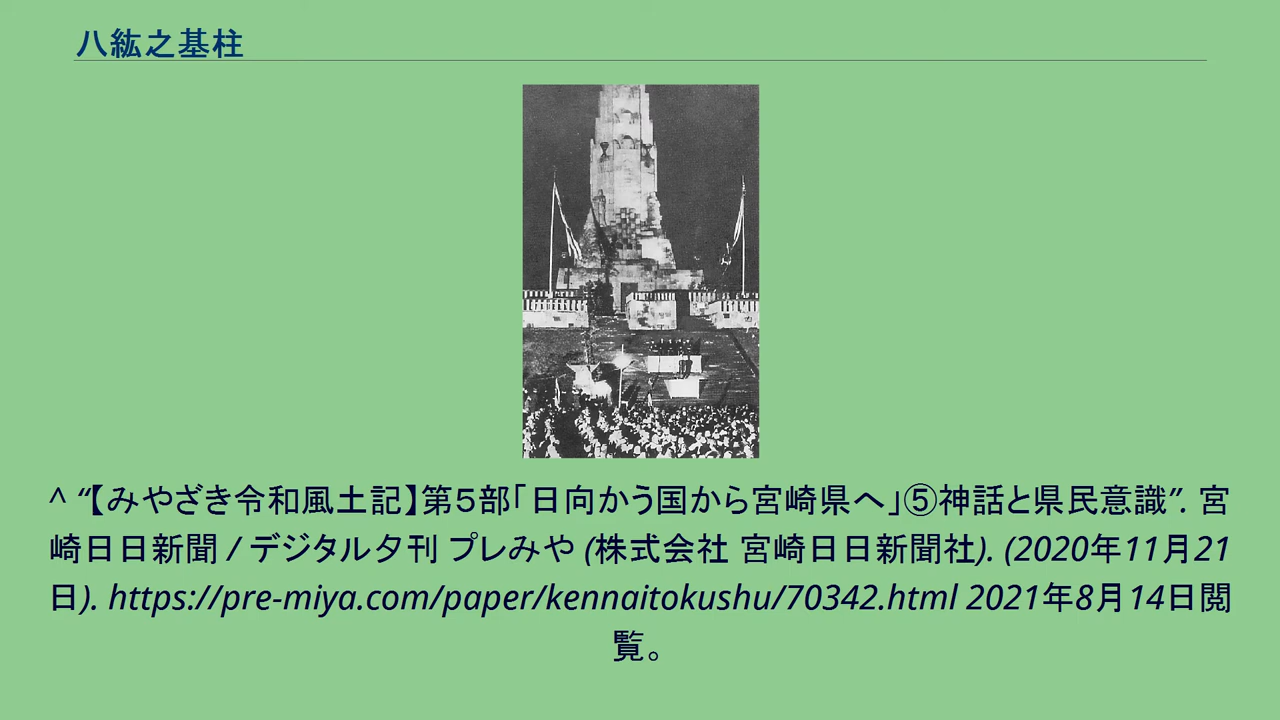 八紘之基柱
^ “【みやざき令和風土記】第５部「日向かう国から宮崎県へ」⑤神話と県民意識”. 宮
崎日日新聞 / デジタル夕刊 プレみや (株式会社 宮崎日日新聞社). (2020年11月21
日). https://pre-miya.com/paper/kennaitokushu/70342.html 2021年8月14日閲
覧。